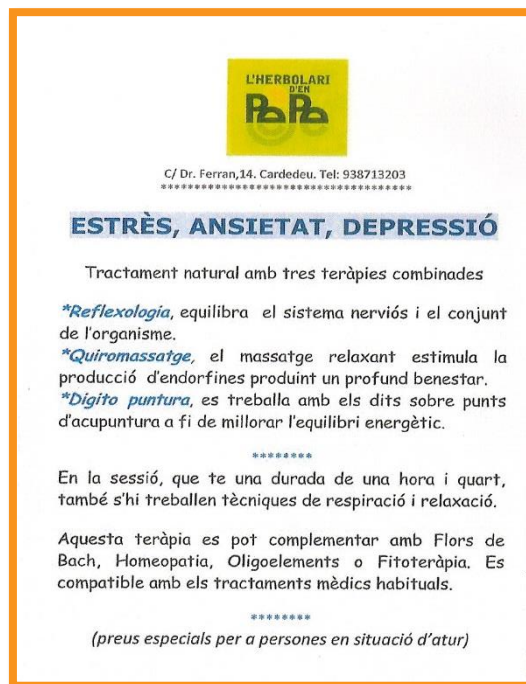 L'HERBOLARI
D'EN
PePe
C/ Dr. Ferran,14. Cardedeu. Tel: 938713203
*************************************
ESTRÈS, ANSIETAT, DEPRESSIÓ
Tractament natural amb tres teràpies combinades
*Reflexologia, equilibra el sistema nerviós i el conjunt
de l'organisme.
*Quiromassatge, el massatge relaxant estimula la
producció d'endorfines produint un profund benestar.
*Dígito puntura, es treballa amb els dits sobre punts
d'acupuntura a fi de millorar l'equilibri energètic.
********
En la sessió, que te una durada de una hora i quart,
també s'hi treballen tècniques de respiració i relaxació.
Aquesta teràpia es pot complementar amb Flors de
Bach, Homeopatia, Oligoelements o Fitoteràpia. Es
compatible amb els tractaments mèdics habituals.
********
(preus especials per a persones en situació d'atur)